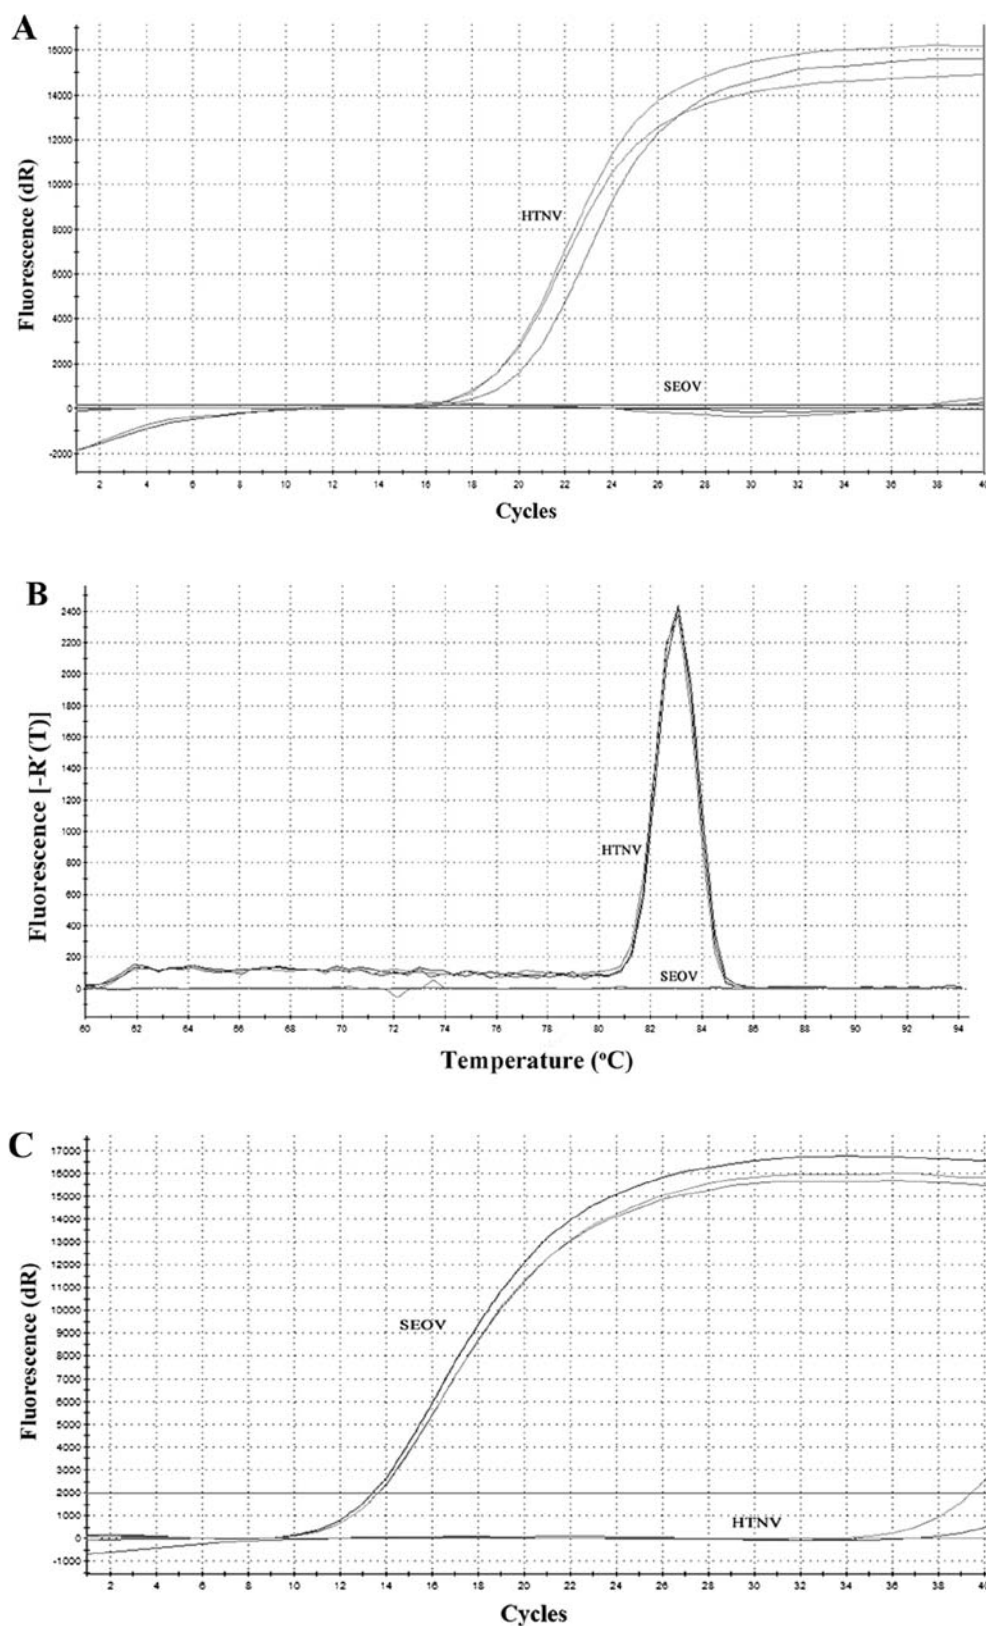 A
Fluorescence (dR)
16000
14000
12000
10000
8000
6000
4000
2000
0
-2000
HTNV
SEOV
2 4 6 8 10 12 14 16 18 20 22 24 26 28 30 32 34 36 38 40
Cycles
B
Fluorescence [-R´(T)]
2400
2200
2000
1800
1600
1400
1200
1000
800
600
400
200
0
HTNV
SEOV
60 62 64 66 68 70 72 74 76 78 80 82 84 86 88 90 92 94
Temperature (ºC)
C
Fluorescence (dR)
17000
16000
15000
14000
13000
12000
11000
10000
9000
8000
7000
6000
5000
4000
3000
2000
1000
0
-1000
SEOV
HTNV
2 4 6 8 10 12 14 16 18 20 22 24 26 28 30 32 34 36 38 40
Cycles